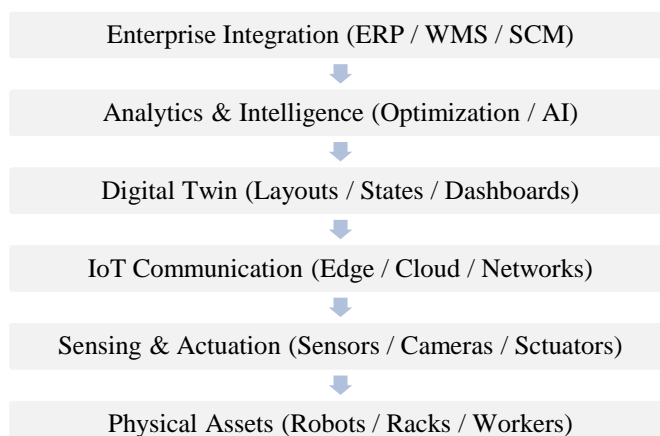 Enterprise Integration (ERP / WMS / SCM)
Analytics & Intelligence (Optimization / AI)
Digital Twin (Layouts / States / Dashboards)
IoT Communication (Edge / Cloud / Networks)
Sensing & Actuation (Sensors / Cameras / Sctuators)
Physical Assets (Robots / Racks / Workers)